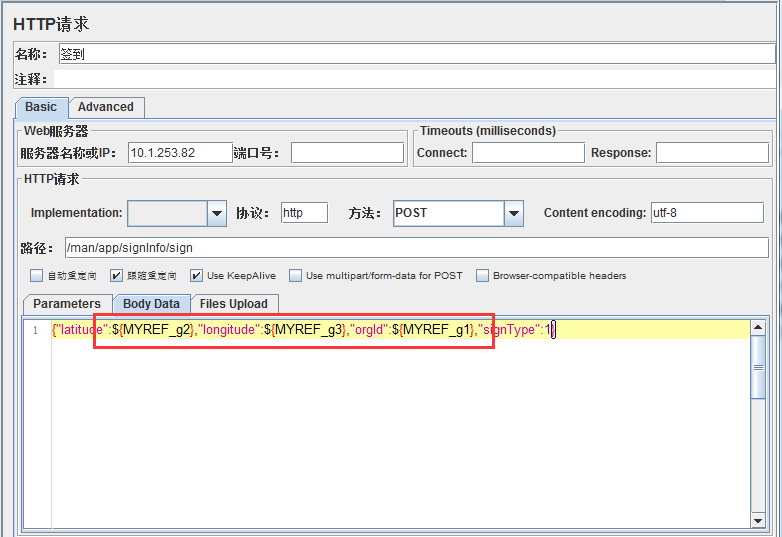 HTTP请求
名称： 签到
注释：
Basic Advanced
Web服务器 Timeouts (milliseconds)
服务器名称或IP： 10.1.253.82 端口号： Connect: Response:
HTTP请求
Implementation: 协议： http 方法： POST Content encoding: utf-8
路径： /man/app/signInfo/sign
自动重定向 跟随重定向 Use KeepAlive Use multipart/form-data for POST Browser-compatible headers
Parameters Body Data Files Upload
1 {"latitude":${MYREF_g2},"longitude":${MYREF_g3},"orgId":${MYREF_g1},"signType":1}